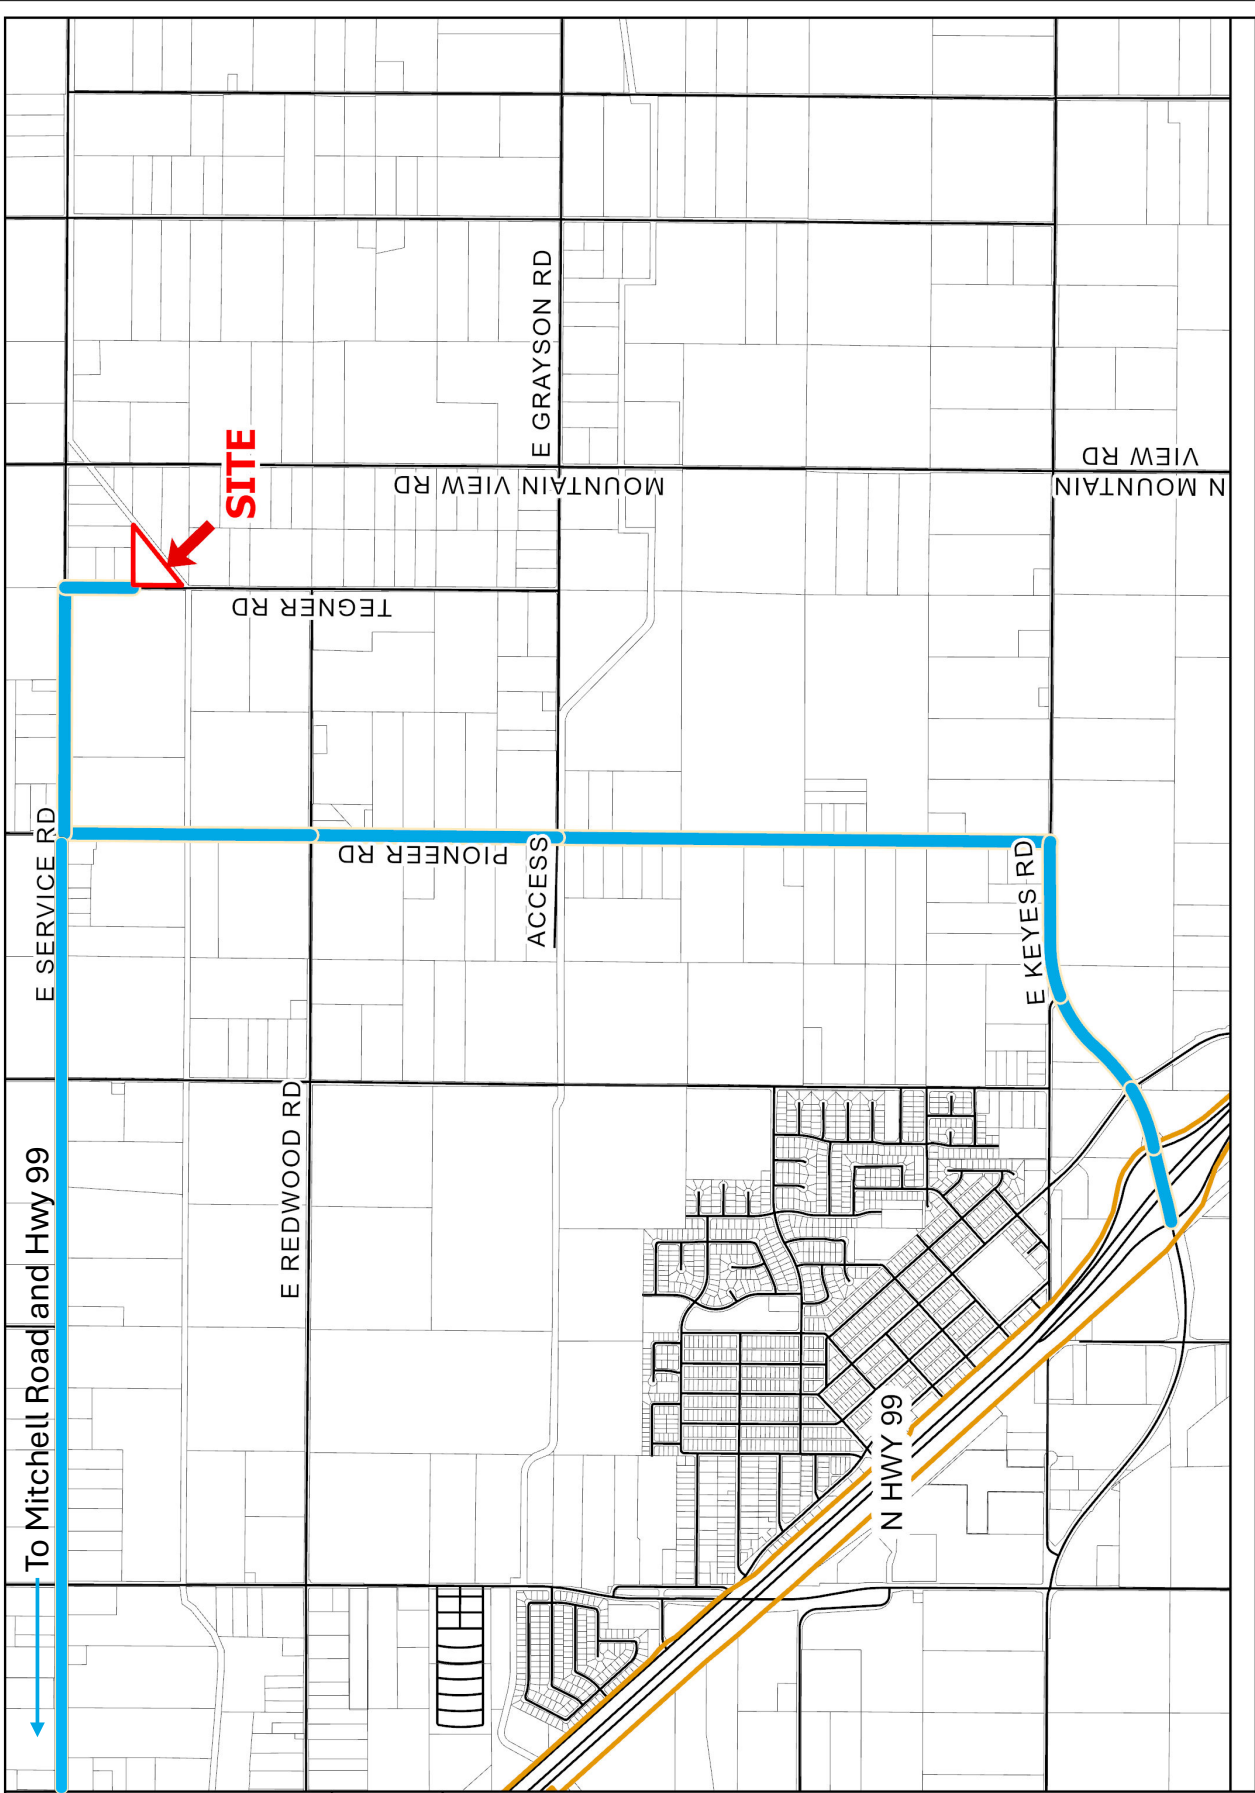 To Mitchell Road and Hwy 99
E SERVICE RD
SITE
TEGNER RD
E REDWOOD RD
PIONEER RD
MOUNTAIN VIEW RD
E GRAYSON RD
ACCESS
N HWY 99
E KEYES RD
N MOUNTAIN
VIEW RD